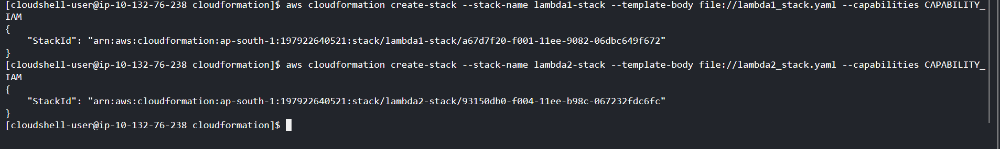 [cloudshell-user@ip-10-132-76-238 cloudformation]$ aws cloudformation create-stack --stack-name lambda1-stack --template-body file://lambda1_stack.yaml --capabilities CAPABILITY_
IAM
{
    "StackId": "arn:aws:cloudformation:ap-south-1:197922640521:stack/lambda1-stack/a67d7f20-f001-11ee-9082-06dbc649f672"
}
[cloudshell-user@ip-10-132-76-238 cloudformation]$ aws cloudformation create-stack --stack-name lambda2-stack --template-body file://lambda2_stack.yaml --capabilities CAPABILITY_
IAM
{
    "StackId": "arn:aws:cloudformation:ap-south-1:197922640521:stack/lambda2-stack/93150db0-f004-11ee-b98c-067232fdc6fc"
}
[cloudshell-user@ip-10-132-76-238 cloudformation]$